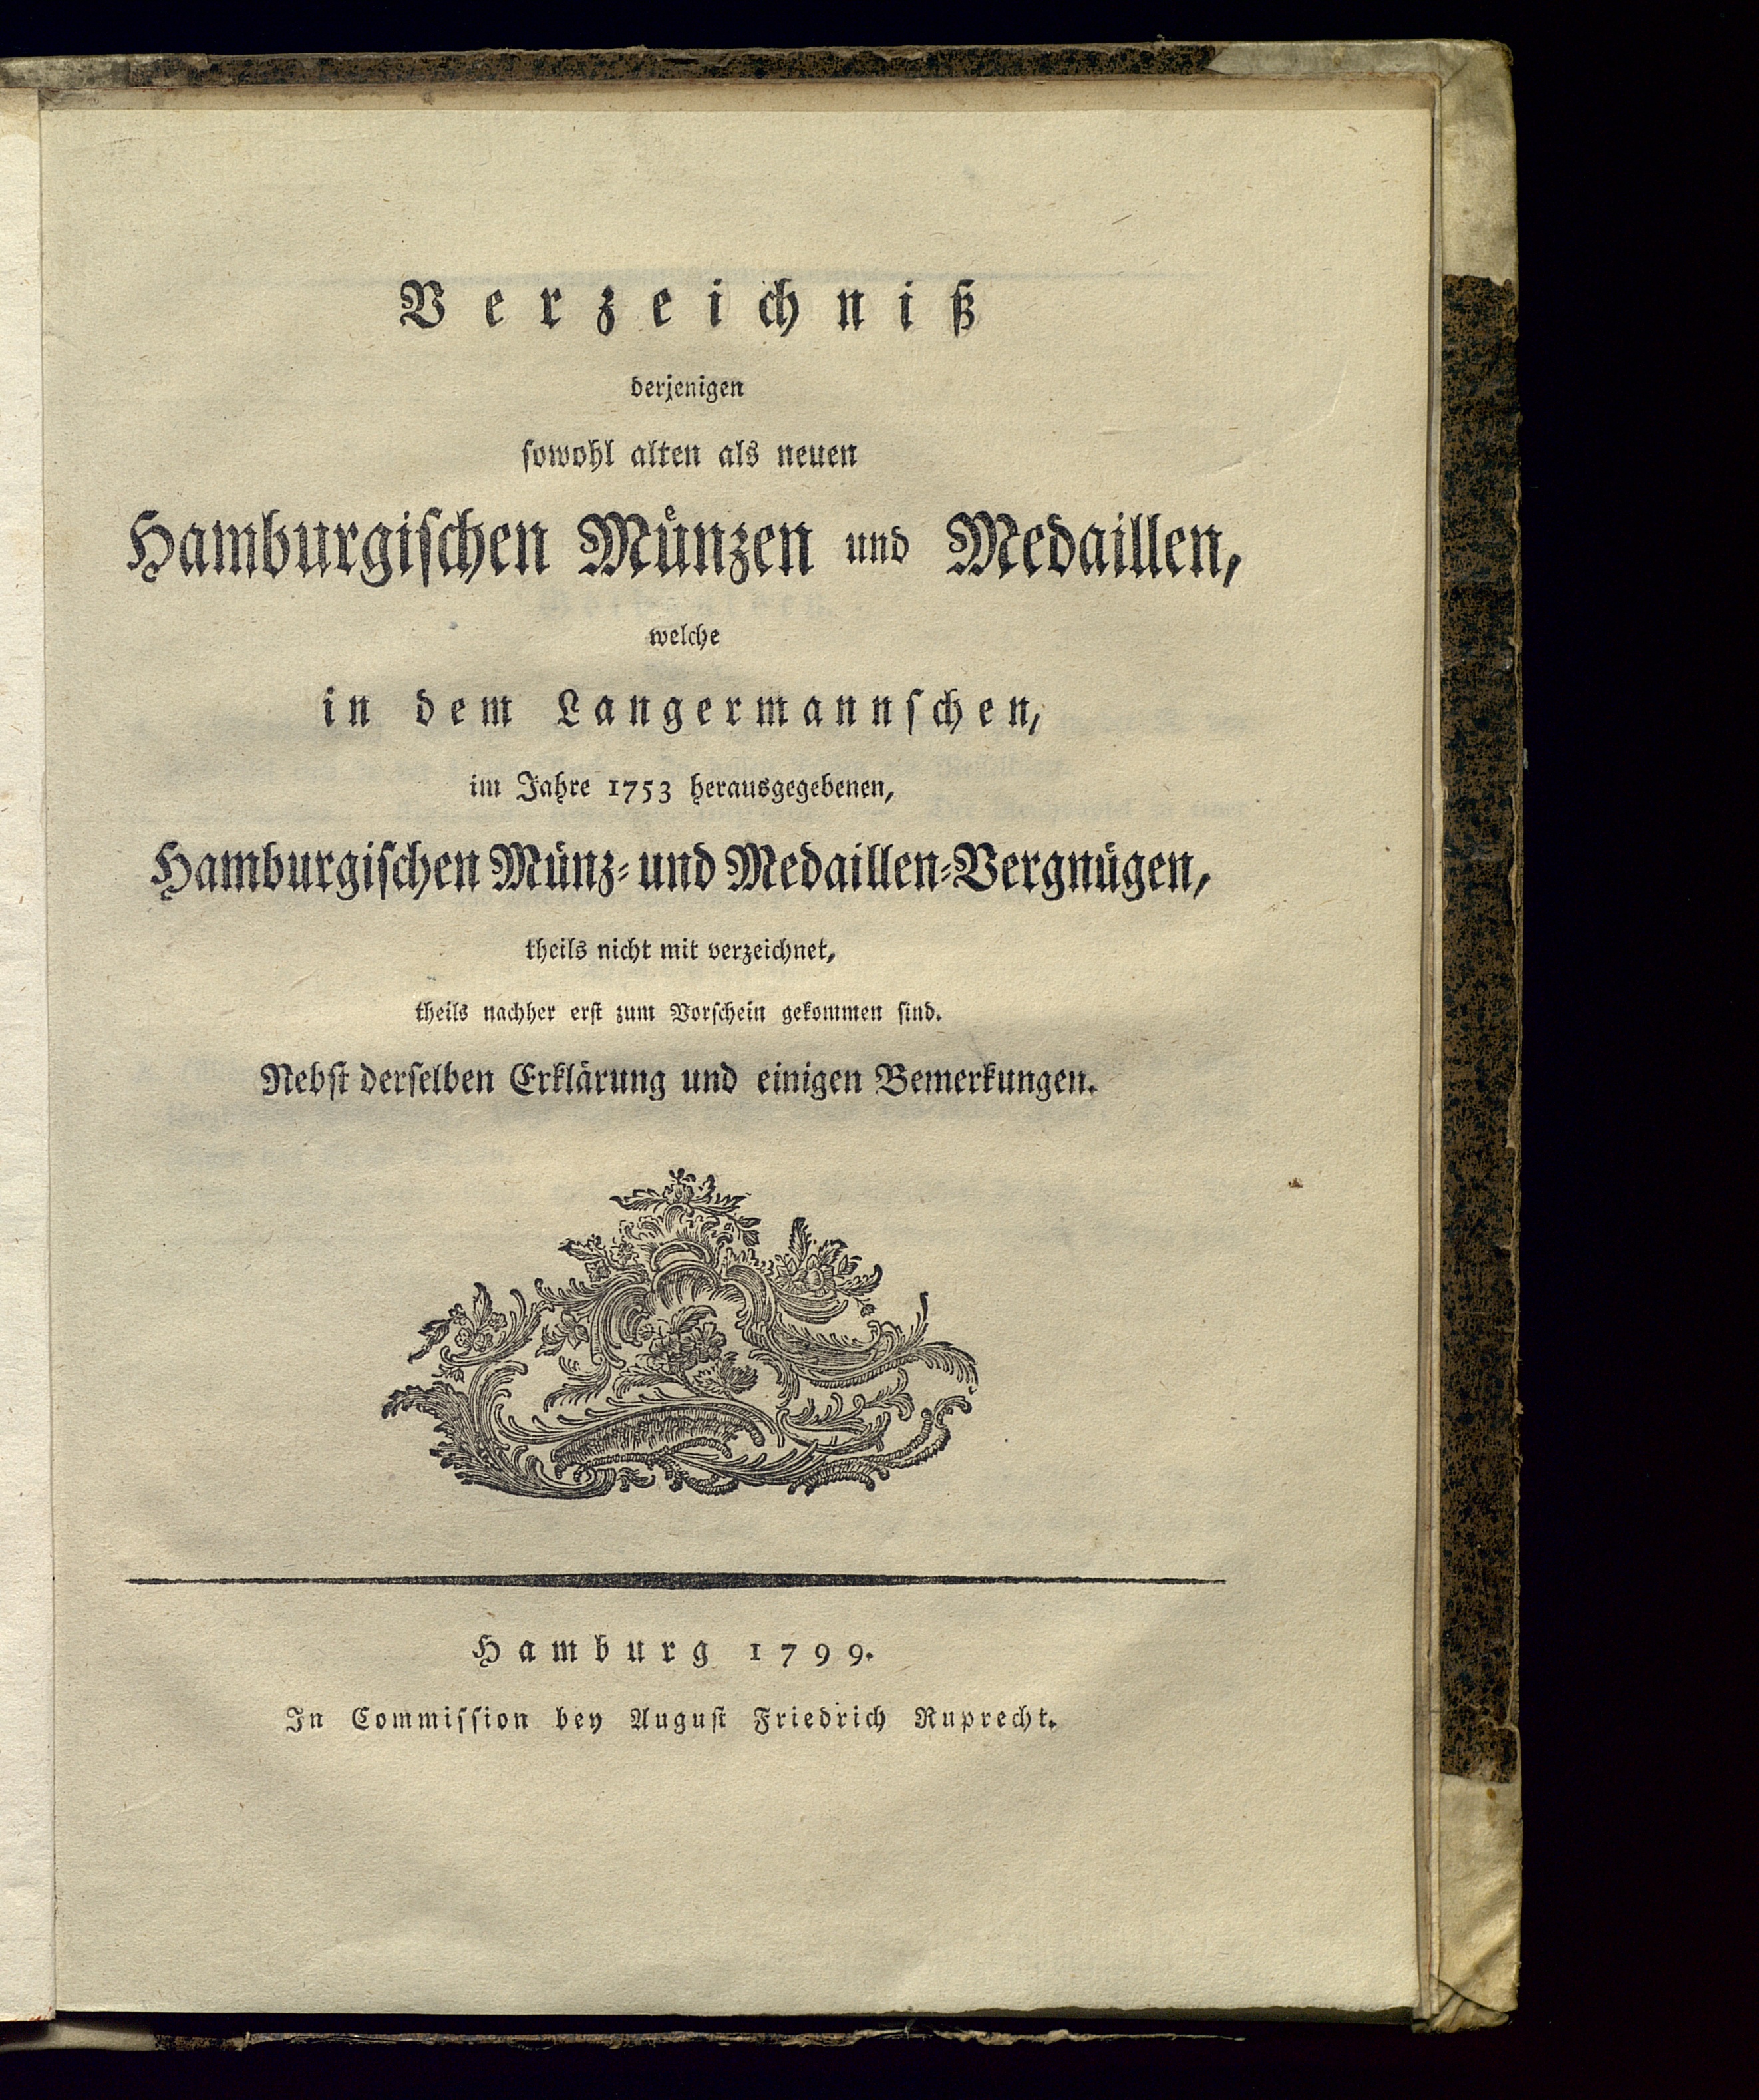 Verzeichniß
derjenigen
ſowohl alten als neuen
Hamburgiſchen Muͤnzen und Medaillen,
welche
in dem Langermannſchen,
im Jahre 1753 herausgegebenen,
Hamburgiſchen Münz- und Medaillen-Vergnügen,
theils nicht mit verzeichnet,
theils nachher erſt zum Vorſchein gekommen ſind.
Nebſt derſelben Erklärung und einigen Bemerkungen.
Hamburg 1799.
In Commiſſion bey Auguſt Friedrich Ruprecht.